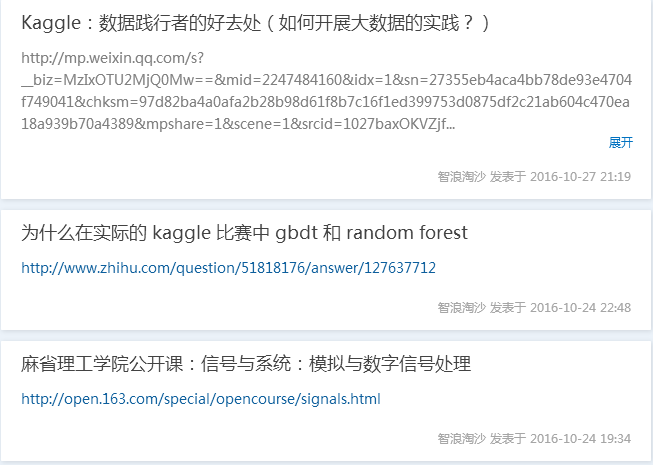 Kaggle：数据践行者的好去处（如何开展大数据的实践？）
http://mp.weixin.qq.com/s?
__biz=MzIxOTU2MjQ0Mw==&mid=2247484160&idx=1&sn=27355eb4aca4bb78de93e4704
f749041&chksm=97d82ba4a0afa2b28b98d61f8b7c16f1ed399753d0875df2c21ab604c470ea
18a939b70a4389&mpshare=1&scene=1&srcid=1027baxOKVZjf...
展开
智浪淘沙 发表于 2016-10-27 21:19
为什么在实际的 kaggle 比赛中 gbdt 和 random forest
http://www.zhihu.com/question/51818176/answer/127637712
智浪淘沙 发表于 2016-10-24 22:48
麻省理工学院公开课：信号与系统：模拟与数字信号处理
http://open.163.com/special/opencourse/signals.html
智浪淘沙 发表于 2016-10-24 19:34